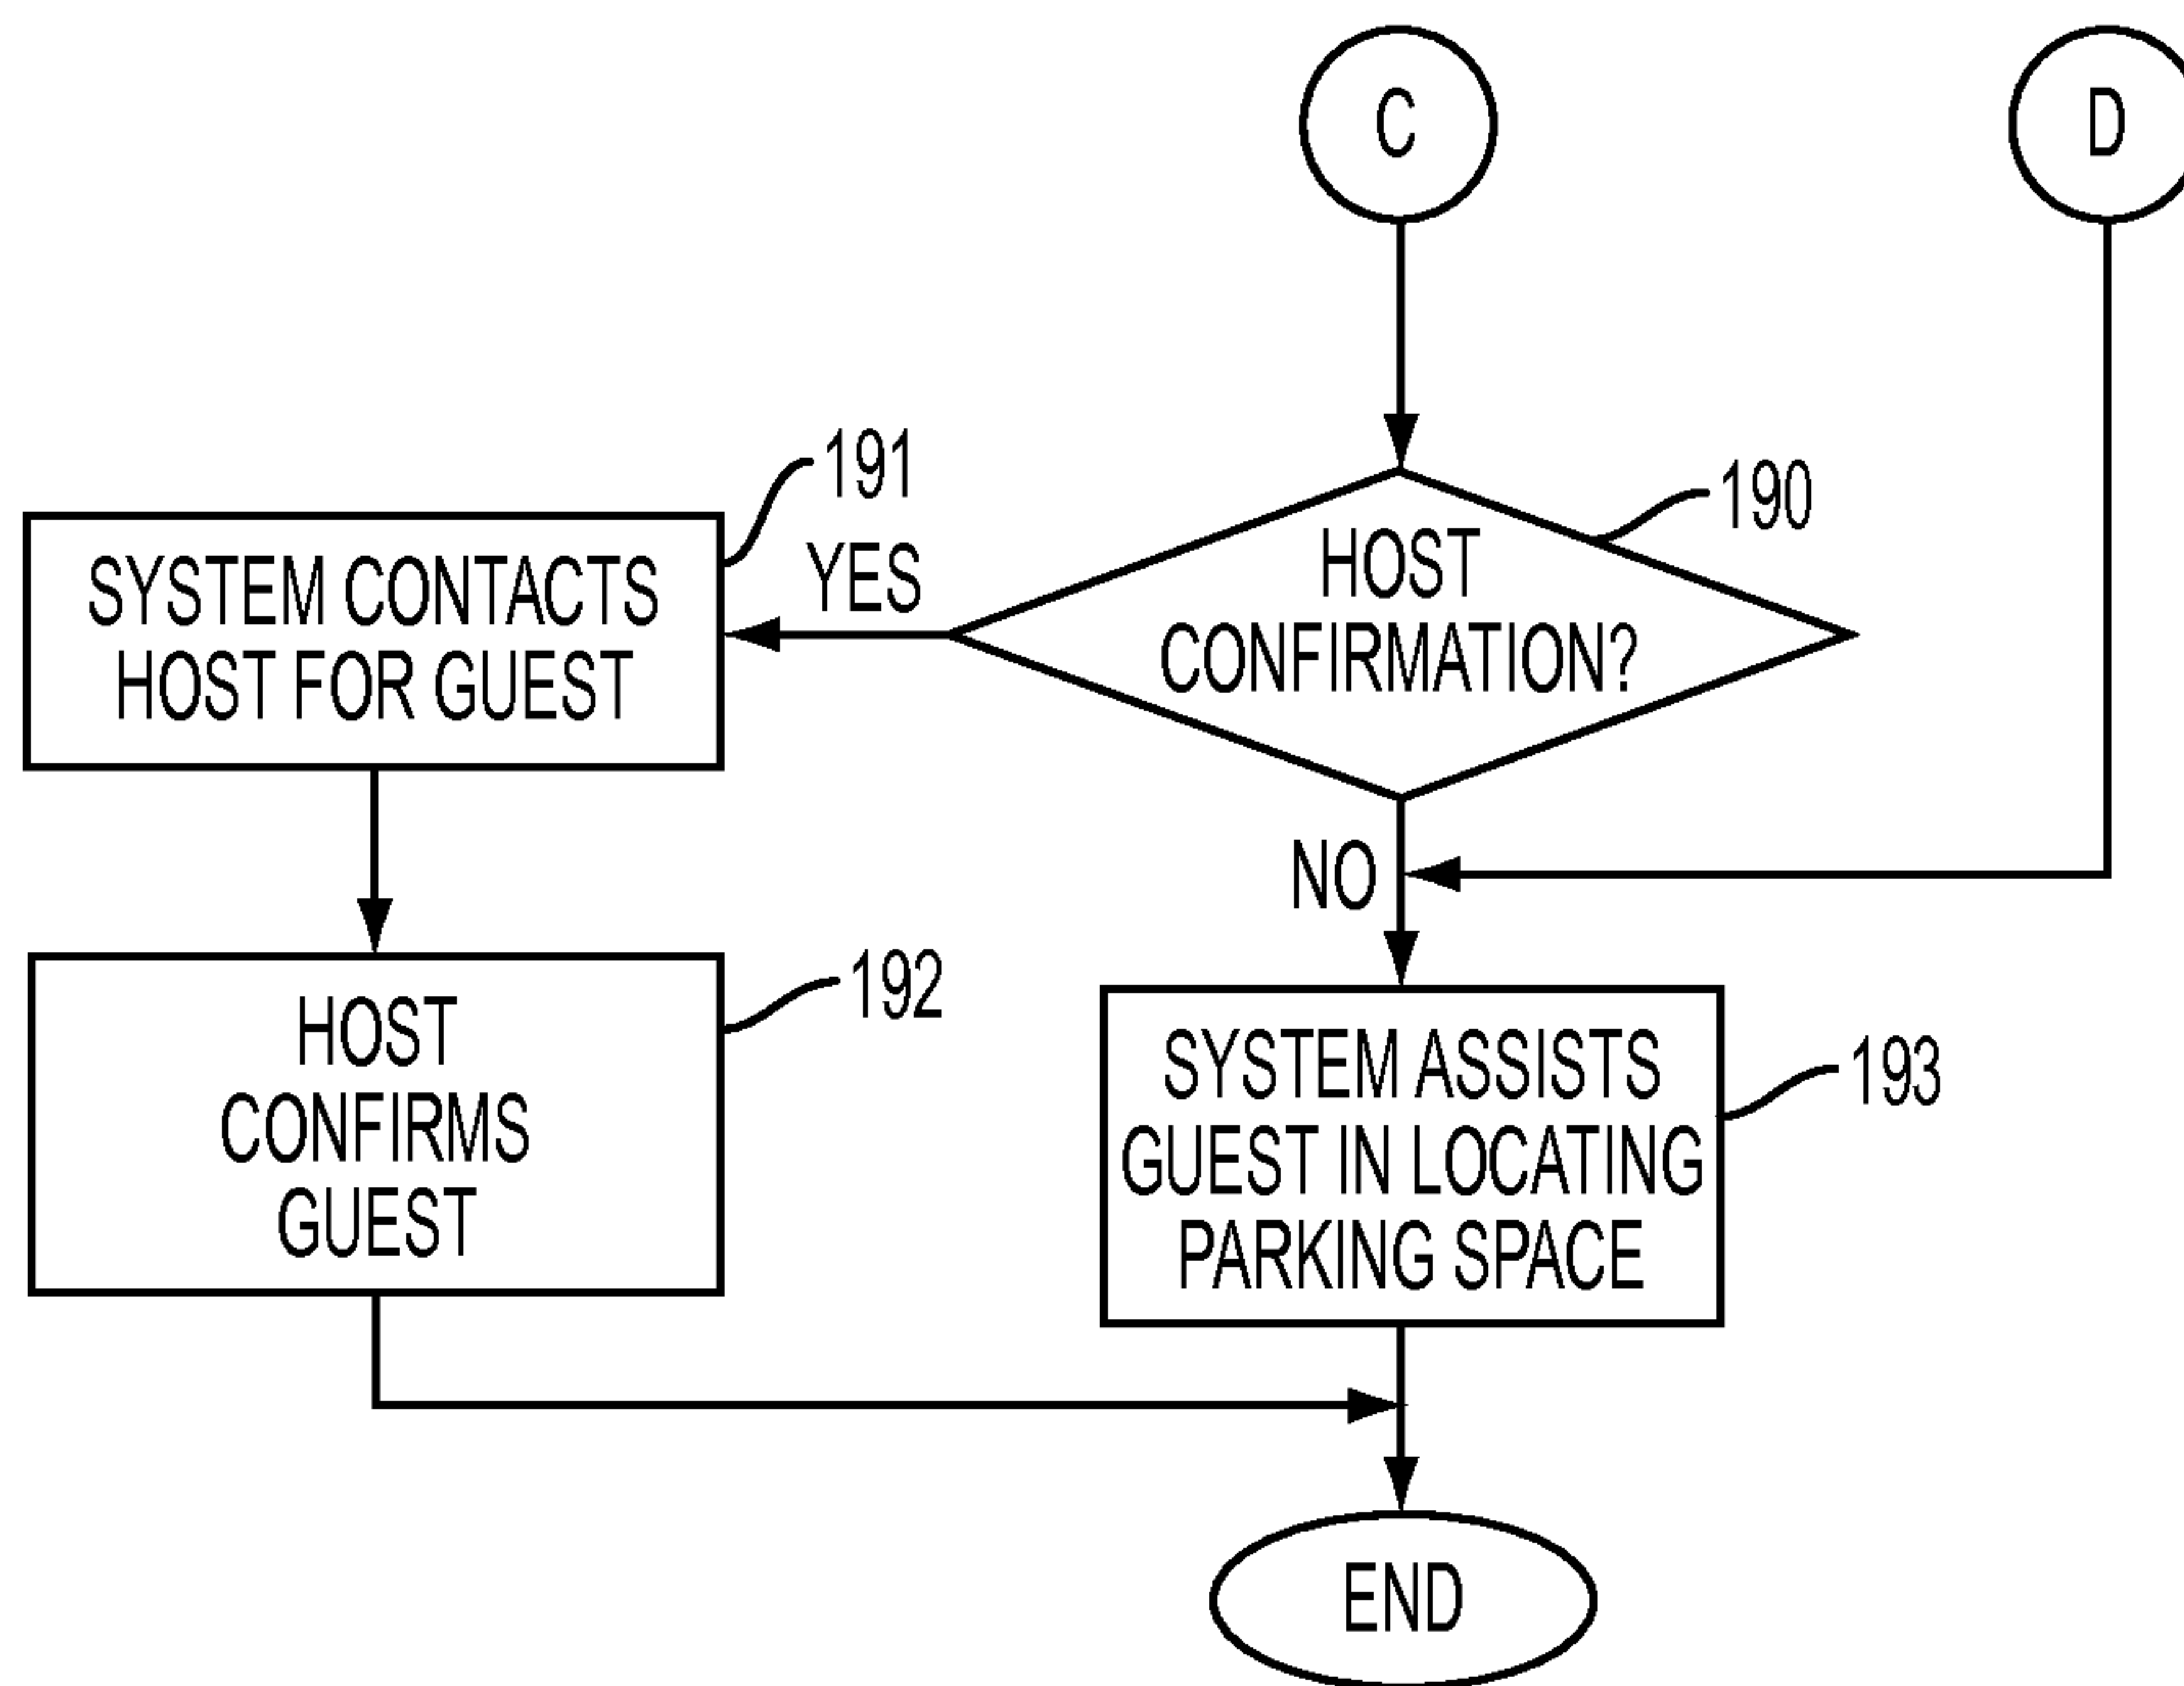 C
D
191
190
YES
SYSTEM CONTACTS
HOST FOR GUEST
HOST
CONFIRMATION?
NO
192
HOST
CONFIRMS
GUEST
193
SYSTEM ASSISTS
GUEST IN LOCATING
PARKING SPACE
END